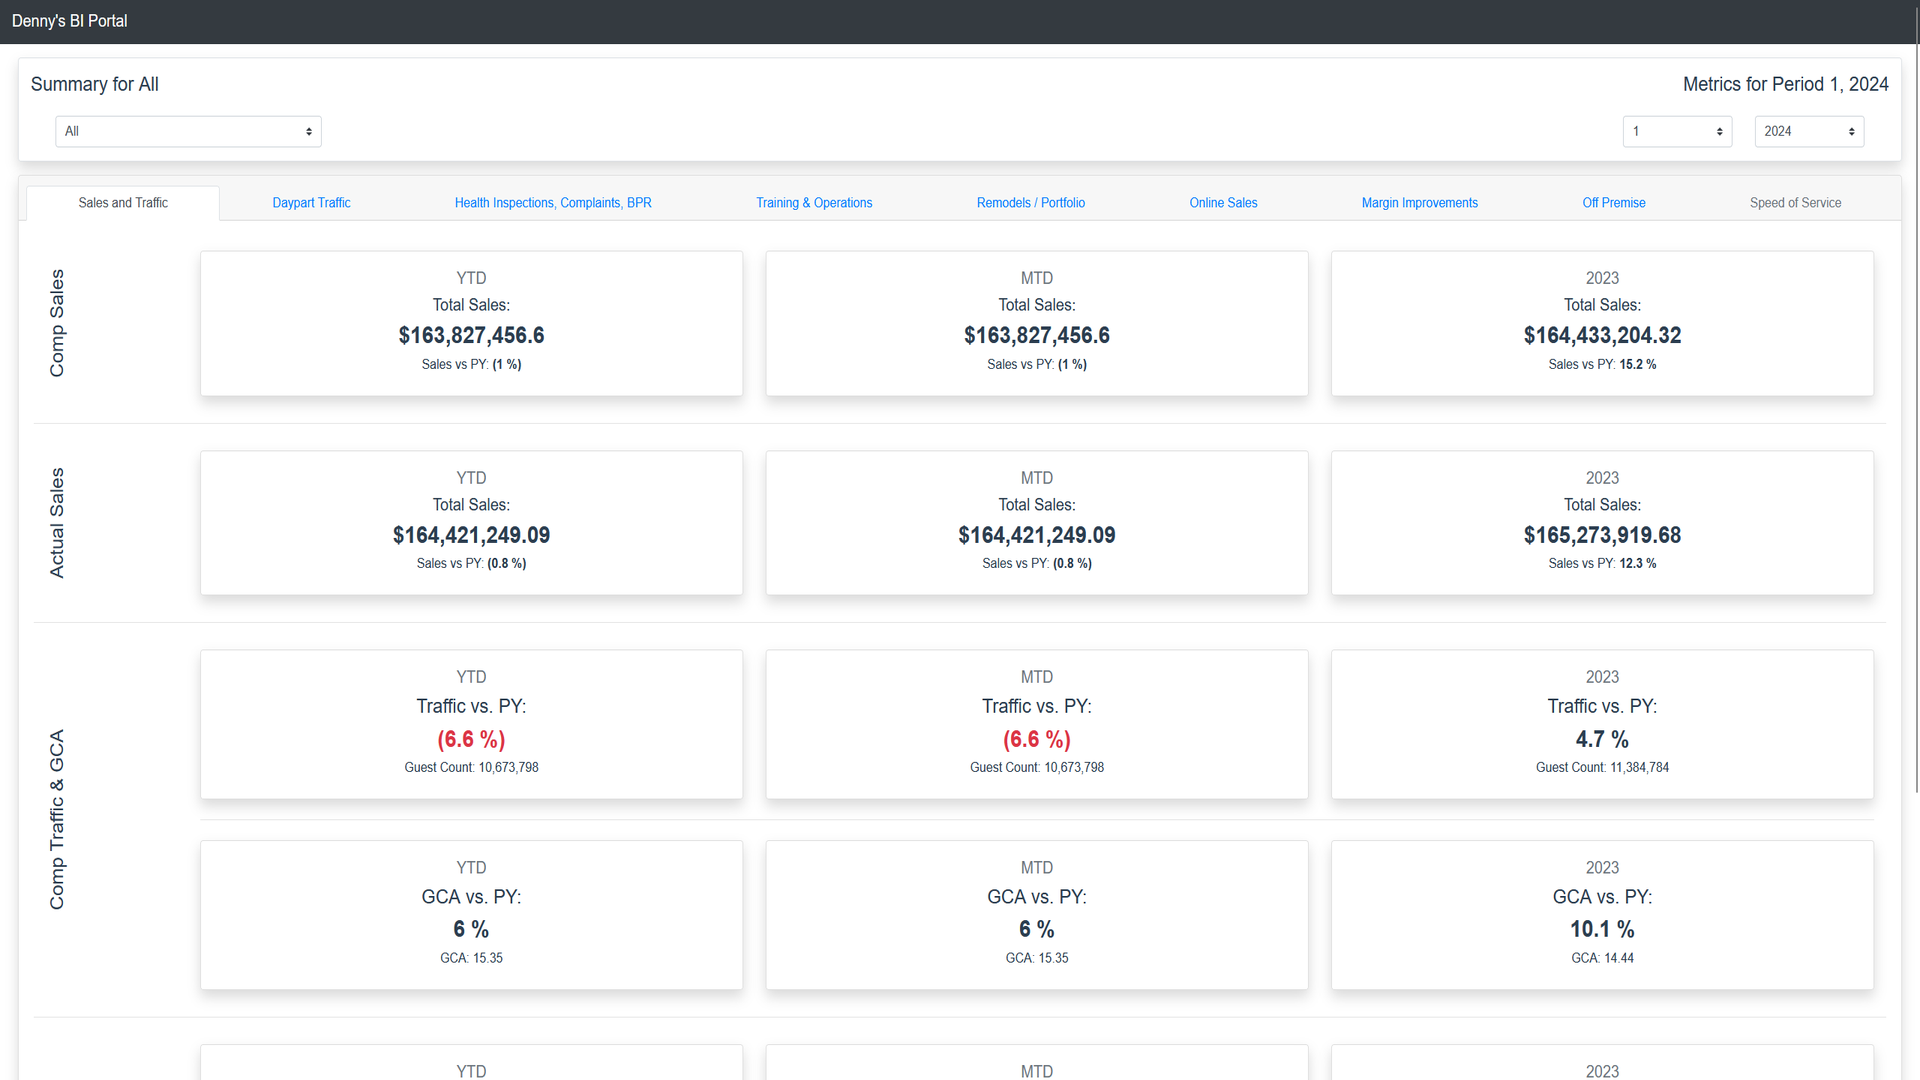 Denny's BI Portal
Summary for All
Metrics for Period 1, 2024
All
1
2024
Sales and Traffic
Daypart Traffic
Health Inspections, Complaints, BPR
Training & Operations
Remodels / Portfolio
Online Sales
Margin Improvements
Off Premise
Speed of Service
Comp Sales
YTD
Total Sales:
$163,827,456.6
Sales vs PY: (1 %)
MTD
Total Sales:
$163,827,456.6
Sales vs PY: (1 %)
2023
Total Sales:
$164,433,204.32
Sales vs PY: 15.2 %
Actual Sales
YTD
Total Sales:
$164,421,249.09
Sales vs PY: (0.8 %)
MTD
Total Sales:
$164,421,249.09
Sales vs PY: (0.8 %)
2023
Total Sales:
$165,273,919.68
Sales vs PY: 12.3 %
Comp Traffic & GCA
YTD
Traffic vs. PY:
(6.6 %)
Guest Count: 10,673,798
MTD
Traffic vs. PY:
(6.6 %)
Guest Count: 10,673,798
2023
Traffic vs. PY:
4.7 %
Guest Count: 11,384,784
YTD
GCA vs. PY:
6 %
GCA: 15.35
MTD
GCA vs. PY:
6 %
GCA: 15.35
2023
GCA vs. PY:
10.1 %
GCA: 14.44
YTD
MTD
2023